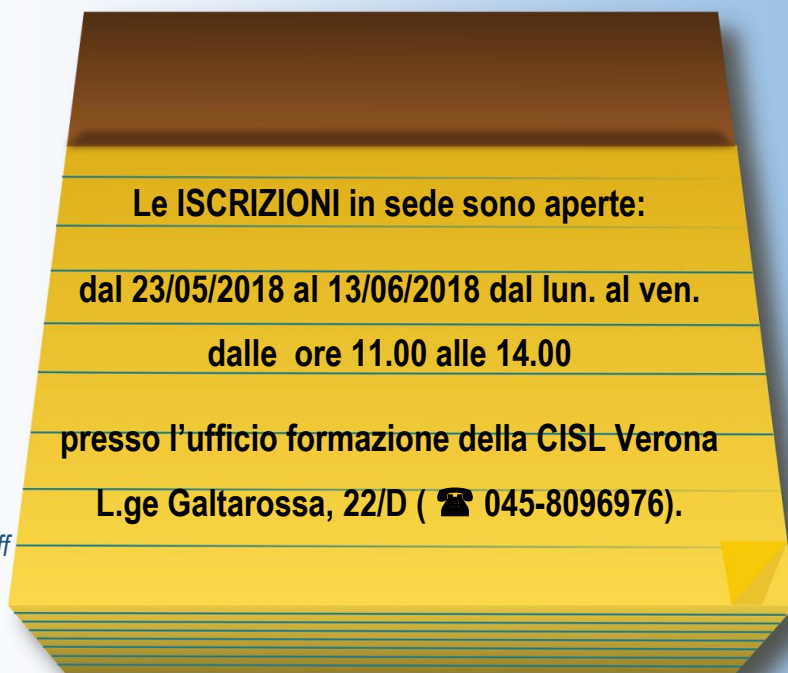 Le ISCRIZIONI in sede sono aperte:
dal 23/05/2018 al 13/06/2018 dal lun. al ven.
dalle ore 11.00 alle 14.00
presso l’ufficio formazione della CISL Verona
L.ge Galtarossa, 22/D ( ☎ 045-8096976).
ff